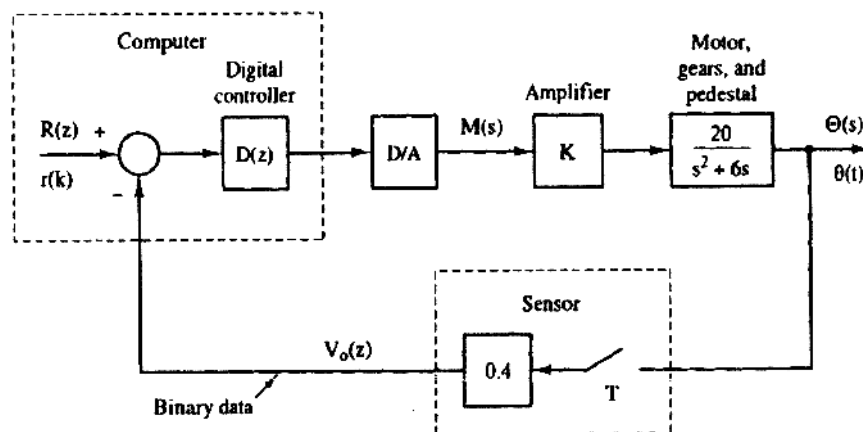 Computer
Digital
controller
Motor,
gears, and
pedestal
Amplifier
R(z) +
M(s)
Θ(s)
D(z)
D/A
K
20
s² + 6s
r(k)
−
θ(t)
Sensor
V₀(z)
0.4
T
Binary data